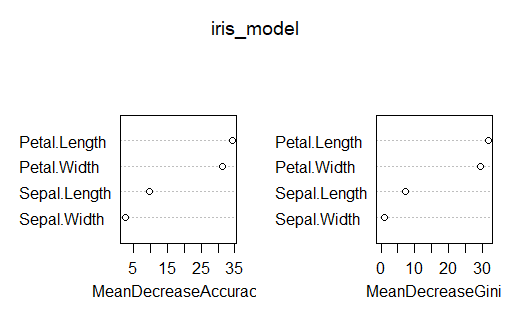 iris_model
Petal.Length
Petal.Width
Sepal.Length
Sepal.Width
5 15 25 35
MeanDecreaseAccurac
Petal.Length
Petal.Width
Sepal.Length
Sepal.Width
0 10 20 30
MeanDecreaseGini